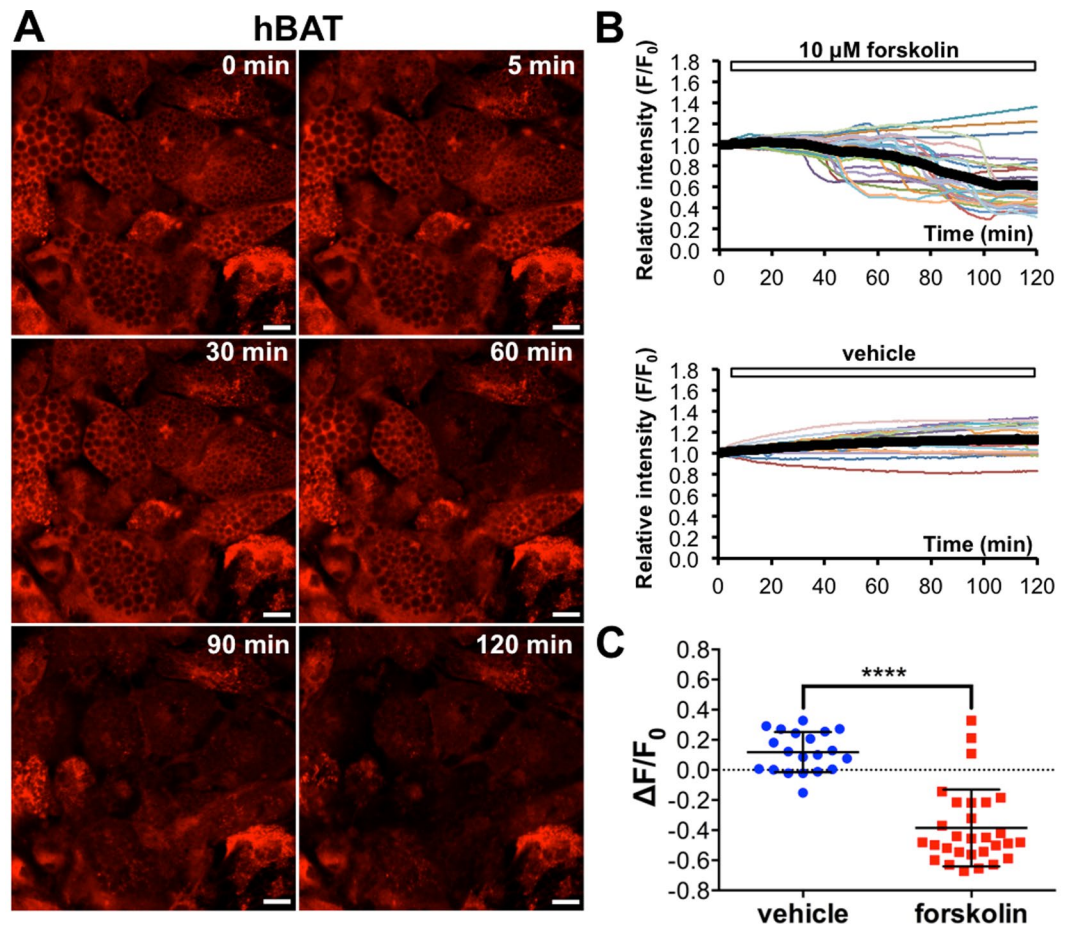 A
hBAT
0 min
5 min
30 min
60 min
90 min
120 min
B
10 µM forskolin
Relative intensity (F/F0)
1.8
1.6
1.4
1.2
1.0
0.8
0.6
0.4
0.2
0.0
Time (min)
0 20 40 60 80 100 120
vehicle
Relative intensity (F/F0)
1.8
1.6
1.4
1.2
1.0
0.8
0.6
0.4
0.2
0.0
Time (min)
0 20 40 60 80 100 120
C
****
ΔF/F0
0.8
0.6
0.4
0.2
0.0
-0.2
-0.4
-0.6
-0.8
vehicle forskolin